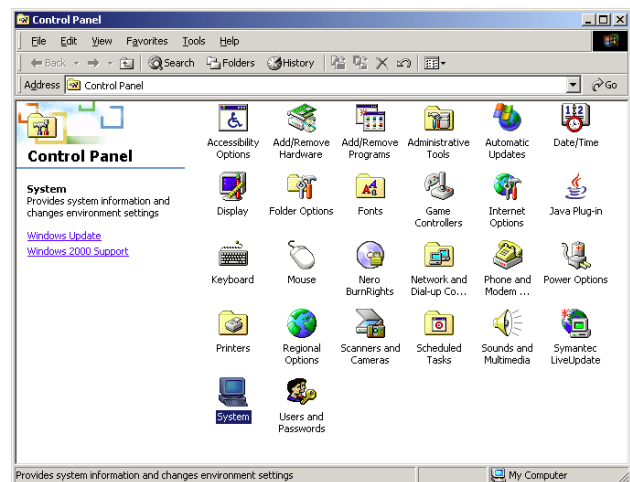 Control Panel
File Edit View Favorites Tools Help
Back Search Folders History
Address Control Panel Go
Control Panel
System
Provides system information and
changes environment settings
Windows Update
Windows 2000 Support
Accessibility
Options
Add/Remove
Hardware
Add/Remove
Programs
Administrative
Tools
Automatic
Updates
12
Date/Time
Display
Folder Options
Fonts
Game
Controllers
Internet
Options
Java Plug-in
Keyboard
Mouse
Nero
BurnRights
Network and
Dial-up Co...
Phone and
Modem ...
Power Options
Printers
Regional
Options
Scanners and
Cameras
Scheduled
Tasks
Sounds and
Multimedia
Symantec
LiveUpdate
System
Users and
Passwords
Provides system information and changes environment settings My Computer